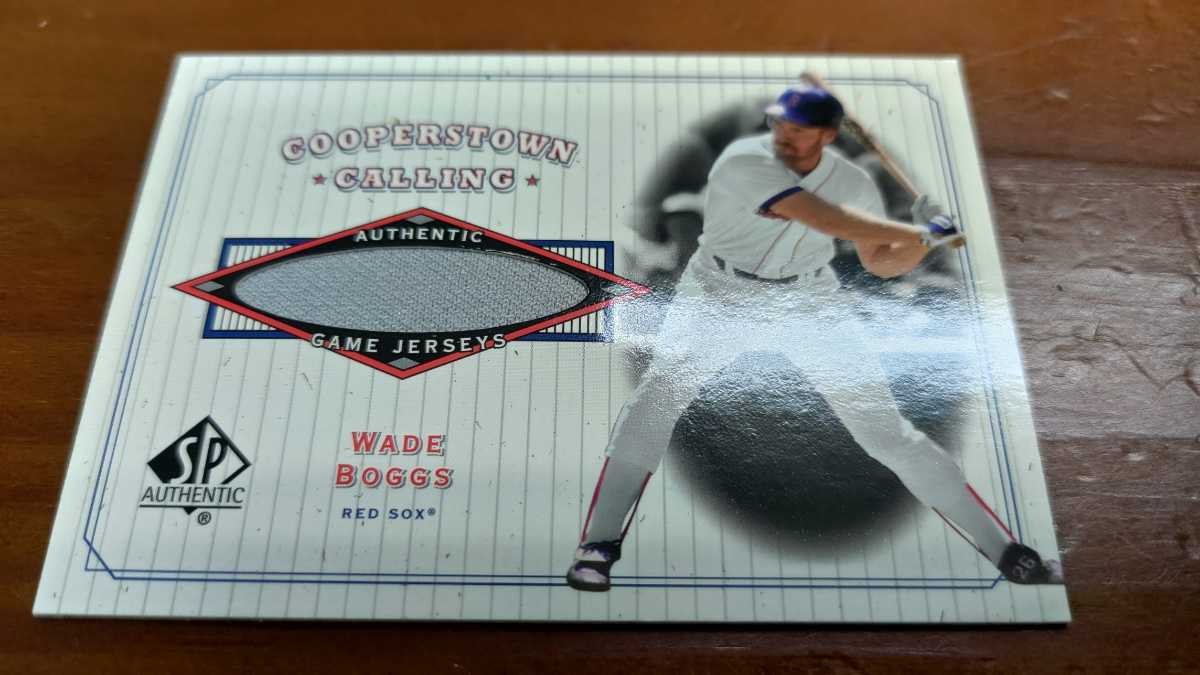 COOPERSTOWN
CALLING
AUTHENTIC
GAME JERSEYS
SP
AUTHENTIC
®
WADE
BOGGS
RED SOX®
26